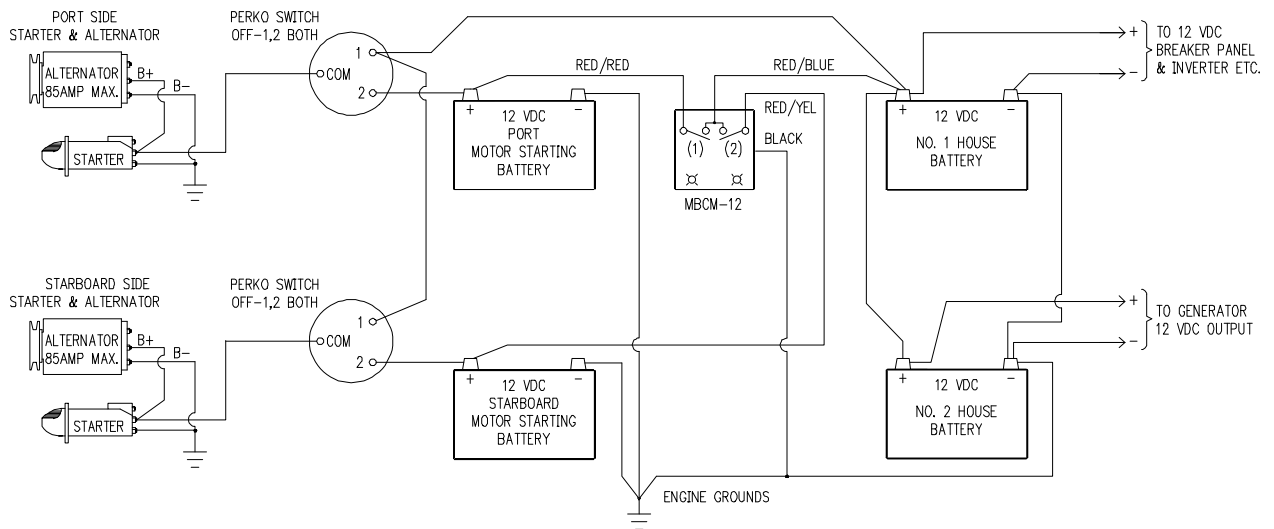 PORT SIDE
STARTER & ALTERNATOR
PERKO SWITCH
OFF-1,2 BOTH
ALTERNATOR
85AMP MAX.
B+
B-
STARTER
1
COM
2
RED/RED
RED/BLUE
RED/YEL
BLACK
+ -
12 VDC
PORT
MOTOR STARTING
BATTERY
(1) (2)
MBCM-12
+ -
12 VDC
NO. 1 HOUSE
BATTERY
+
-
TO 12 VDC
BREAKER PANEL
& INVERTER ETC.
STARBOARD SIDE
STARTER & ALTERNATOR
PERKO SWITCH
OFF-1,2 BOTH
ALTERNATOR
85AMP MAX.
B+
B-
STARTER
1
COM
2
+ -
12 VDC
STARBOARD
MOTOR STARTING
BATTERY
+ -
12 VDC
NO. 2 HOUSE
BATTERY
+
-
TO GENERATOR
12 VDC OUTPUT
ENGINE GROUNDS